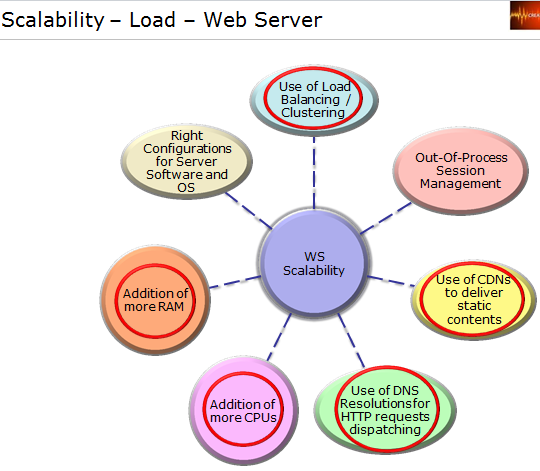 Scalability – Load – Web Server
Use of Load
Balancing /
Clustering
Right
Configurations
for Server
Software and
OS
Out-Of-Process
Session
Management
WS
Scalability
Addition of
more RAM
Use of CDNs
to deliver
static
contents
Addition of
more CPUs
Use of DNS
Resolutions for
HTTP requests
dispatching